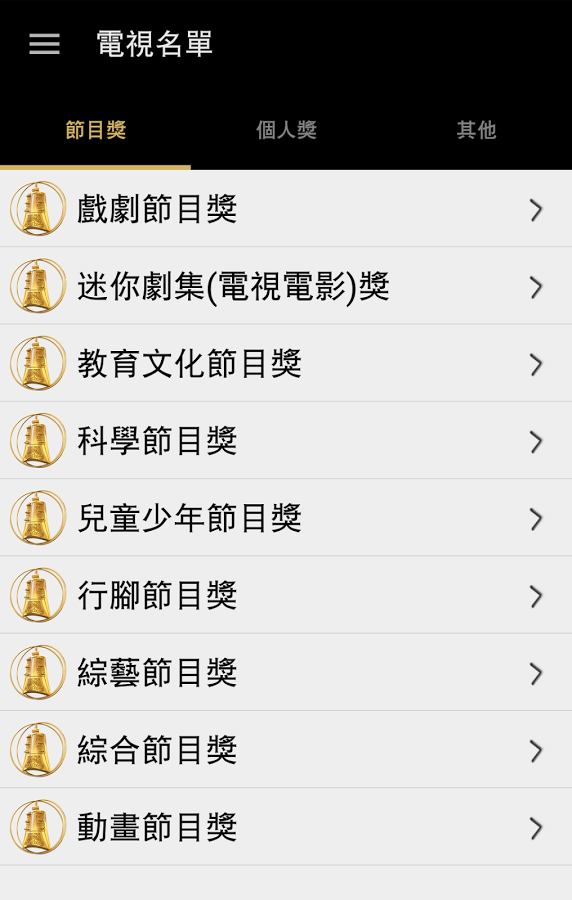 電視名單
節目獎
個人獎
其他
戲劇節目獎
迷你劇集(電視電影)獎
教育文化節目獎
科學節目獎
兒童少年節目獎
行腳節目獎
綜藝節目獎
綜合節目獎
動畫節目獎